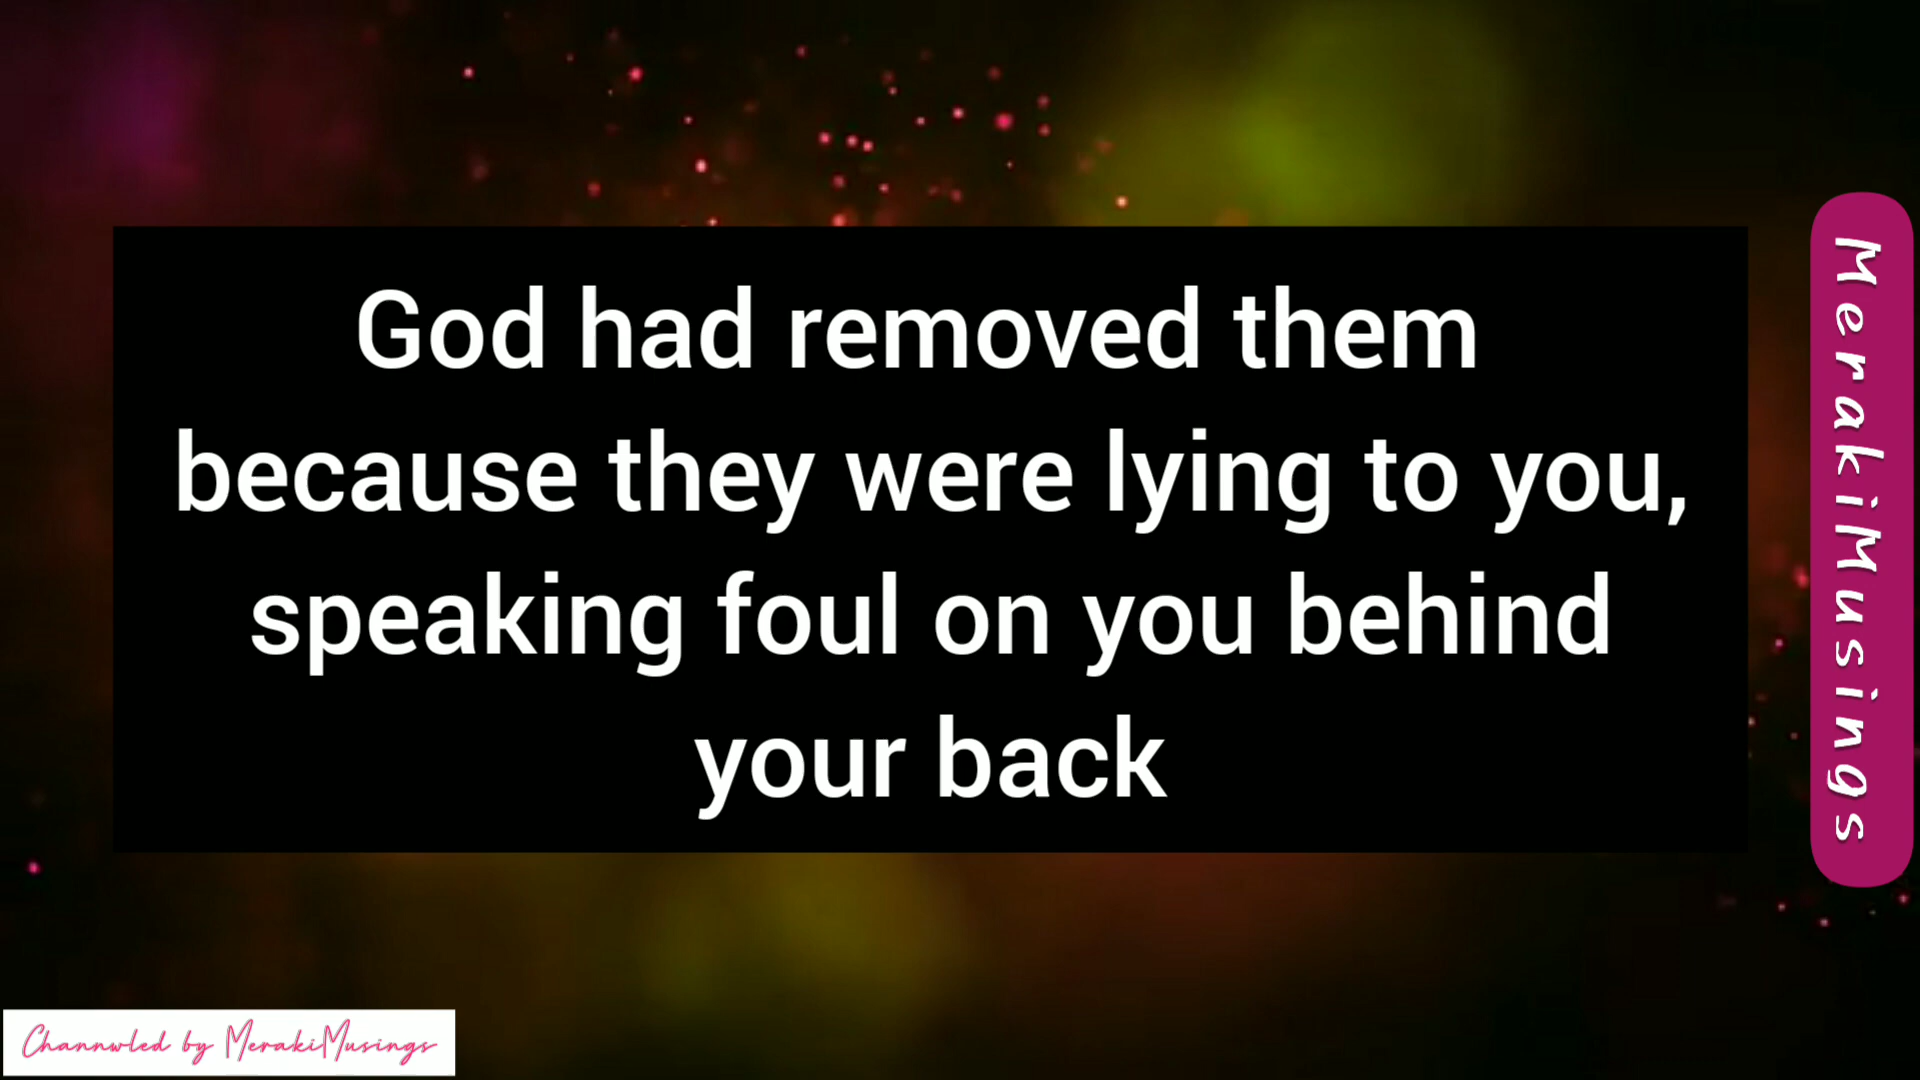 God had removed them
because they were lying to you,
speaking foul on you behind
your back
MerakiMusings
Channwled by MerakiMusings